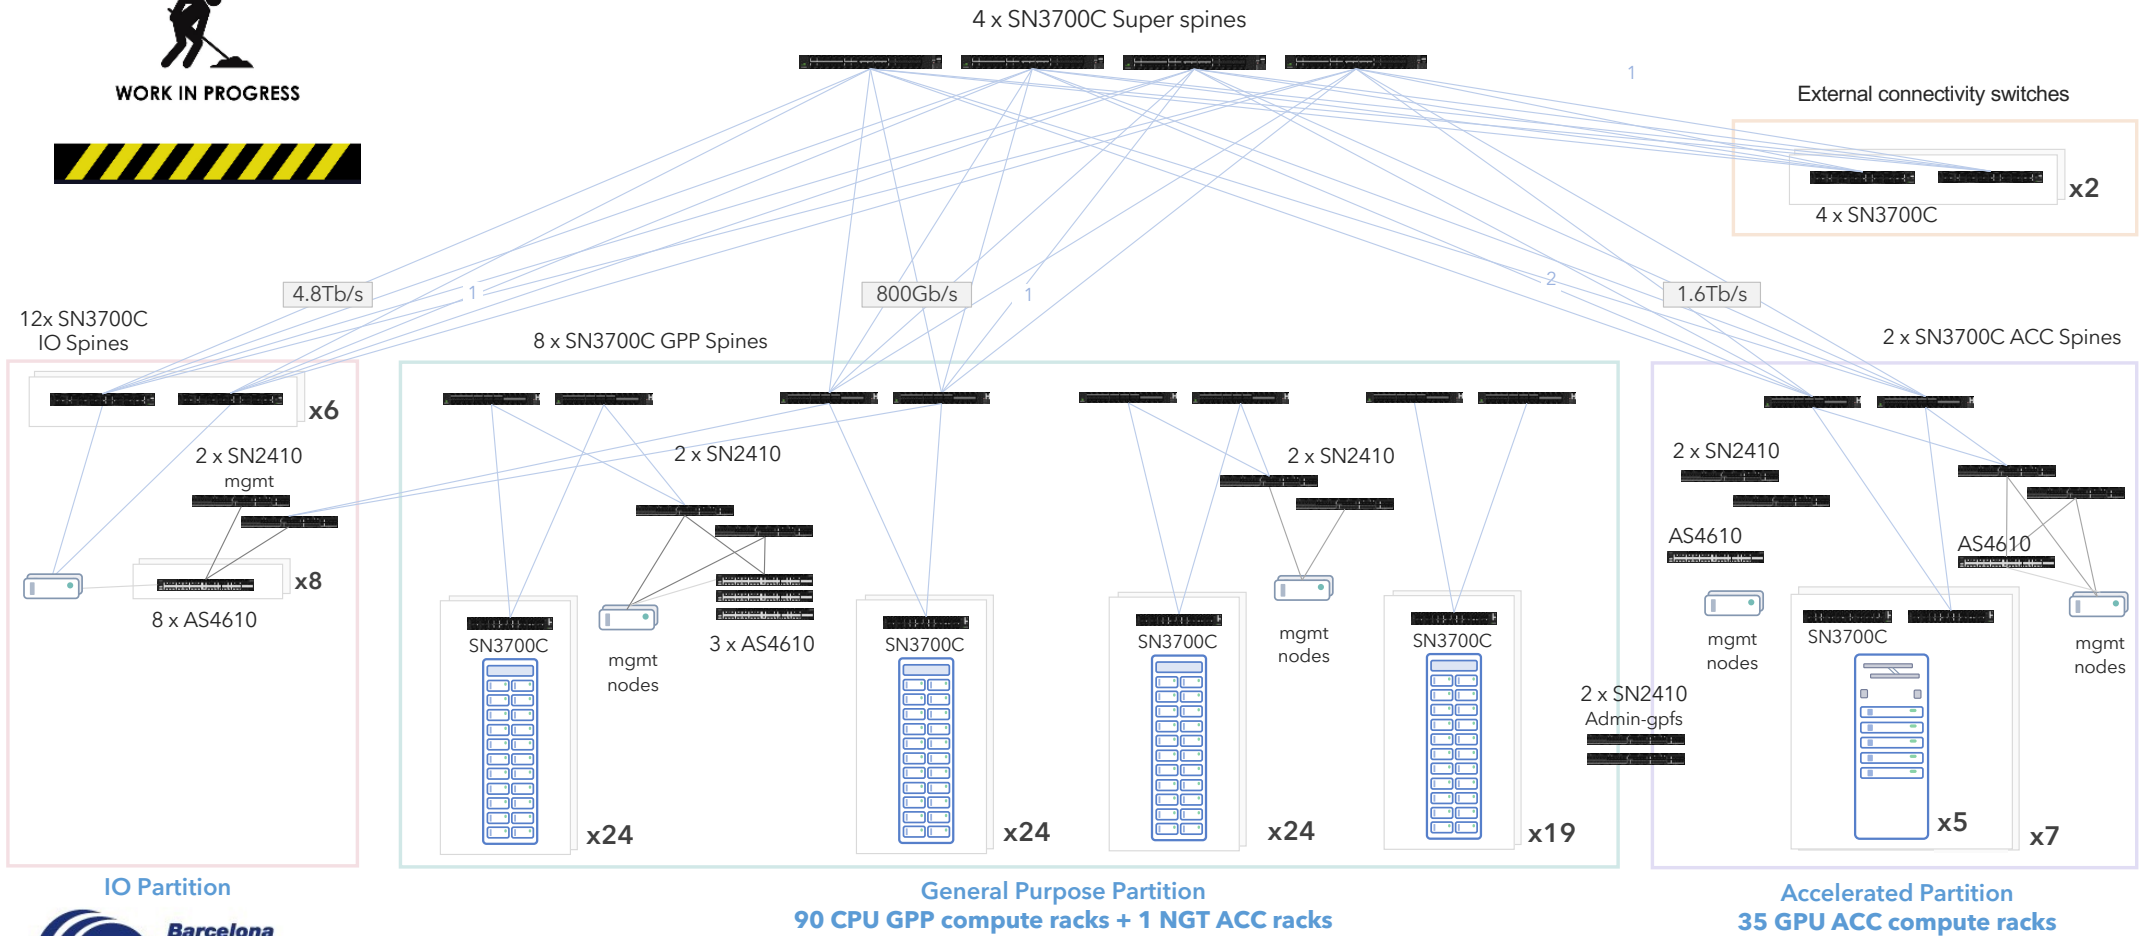 4 x SN3700C Super spines
WORK IN PROGRESS
1
External connectivity switches
x2
4 x SN3700C
4.8Tb/s
1
800Gb/s
1
2
1.6Tb/s
12x SN3700C
IO Spines
8 x SN3700C GPP Spines
2 x SN3700C ACC Spines
x6
2 x SN2410
mgmt
x8
8 x AS4610
2 x SN2410
3 x AS4610
mgmt
nodes
SN3700C
x24
SN3700C
x24
2 x SN2410
mgmt
nodes
SN3700C
x24
SN3700C
x19
2 x SN2410
Admin-gpfs
2 x SN2410
AS4610
mgmt
nodes
AS4610
mgmt
nodes
SN3700C
x5
x7
IO Partition
General Purpose Partition
90 CPU GPP compute racks + 1 NGT ACC racks
Accelerated Partition
35 GPU ACC compute racks
Barcelona